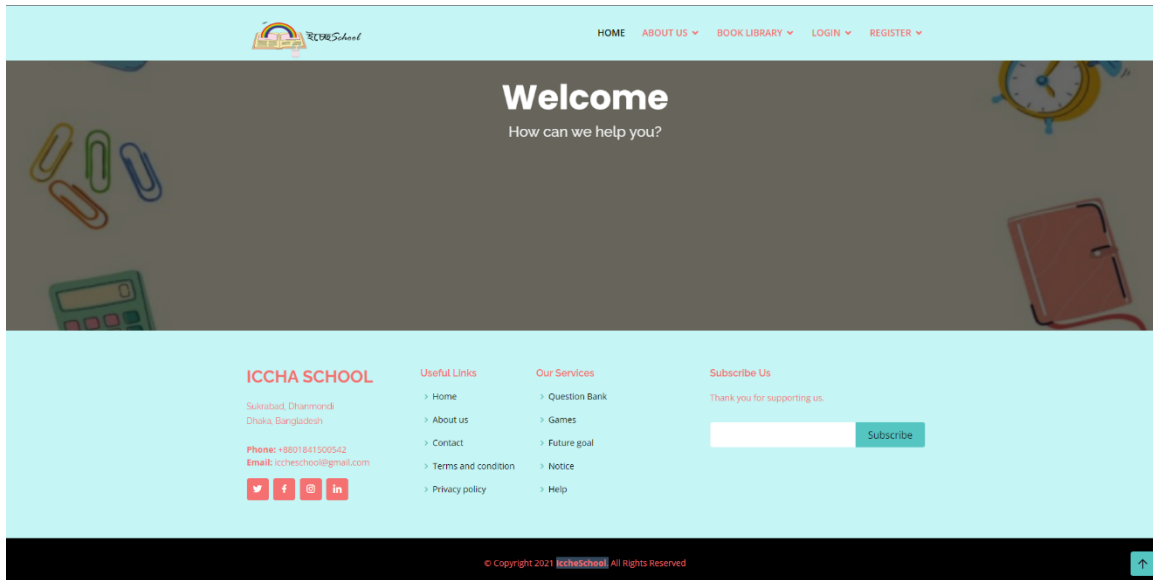 ইচ্ছেSchool
HOME ABOUT US BOOK LIBRARY LOGIN REGISTER
Welcome
How can we help you?
ICCHA SCHOOL
Sukrabad, Dhanmondi
Dhaka, Bangladesh
Phone: +8801841500542
Email: iccheschool@gmail.com
Useful Links
Home
About us
Contact
Terms and condition
Privacy policy
Our Services
Question Bank
Games
Future goal
Notice
Help
Subscribe Us
Thank you for supporting us.
Subscribe
© Copyright 2021 IccheSchool. All Rights Reserved